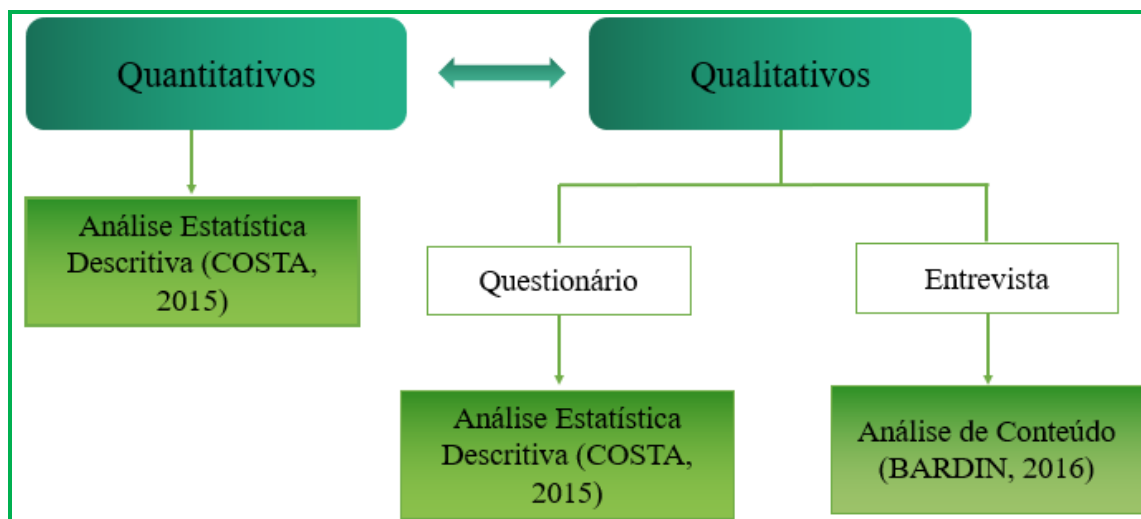 Quantitativos
Qualitativos
Análise Estatística
Descritiva (COSTA,
2015)
Questionário
Entrevista
Análise Estatística
Descritiva (COSTA,
2015)
Análise de Conteúdo
(BARDIN, 2016)